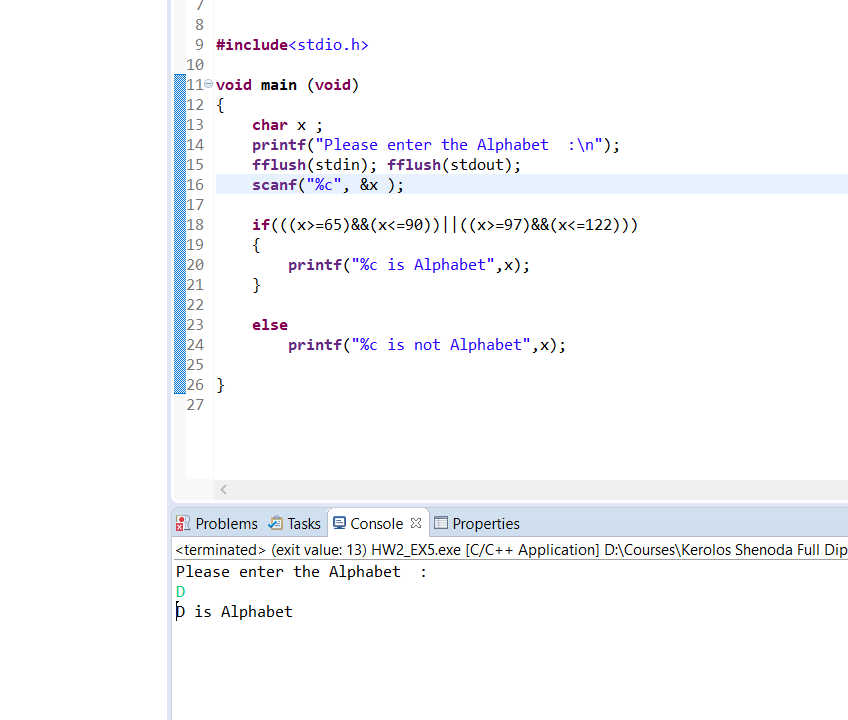 7
8
9 #include<stdio.h>
10
11 void main (void)
12 {
13 char x ;
14 printf("Please enter the Alphabet  :\n");
15 fflush(stdin); fflush(stdout);
16 scanf("%c", &x );
17
18 if(((x>=65)&&(x<=90))||((x>=97)&&(x<=122)))
19 {
20 printf("%c is Alphabet",x);
21 }
22
23 else
24 printf("%c is not Alphabet",x);
25
26 }
27
Problems Tasks Console Properties
<terminated> (exit value: 13) HW2_EX5.exe [C/C++ Application] D:\Courses\Kerolos Shenoda Full Dip
Please enter the Alphabet  :
D
D is Alphabet